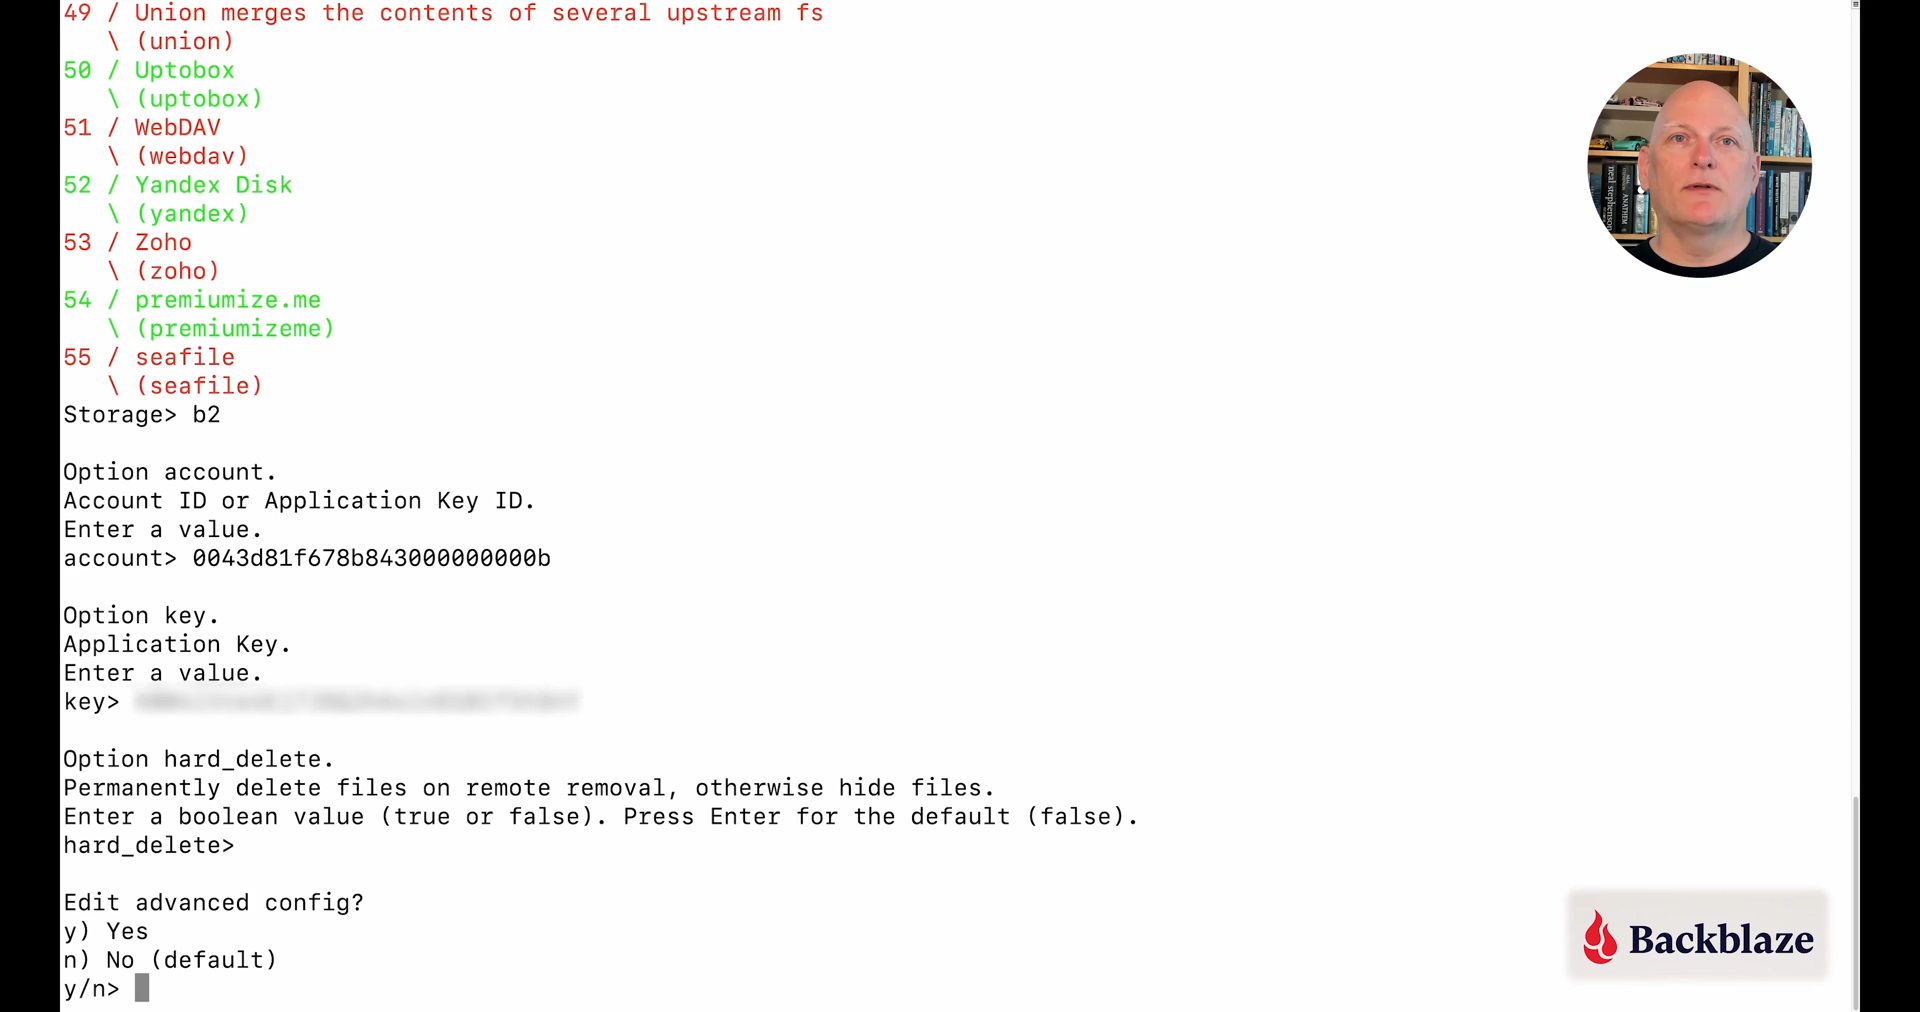 49 / Union merges the contents of several upstream fs
\ (union)
50 / Uptobox
\ (uptobox)
51 / WebDAV
\ (webdav)
52 / Yandex Disk
\ (yandex)
53 / Zoho
\ (zoho)
54 / premiumize.me
\ (premiumizeme)
55 / seafile
\ (seafile)
Storage> b2
Option account.
Account ID or Application Key ID.
Enter a value.
account> 0043d81f678b8430000000000b
Option key.
Application Key.
Enter a value.
key>
Option hard_delete.
Permanently delete files on remote removal, otherwise hide files.
Enter a boolean value (true or false). Press Enter for the default (false).
hard_delete>
Edit advanced config?
y) Yes
n) No (default)
y/n>
neal stephenson
ANATHEM
Backblaze